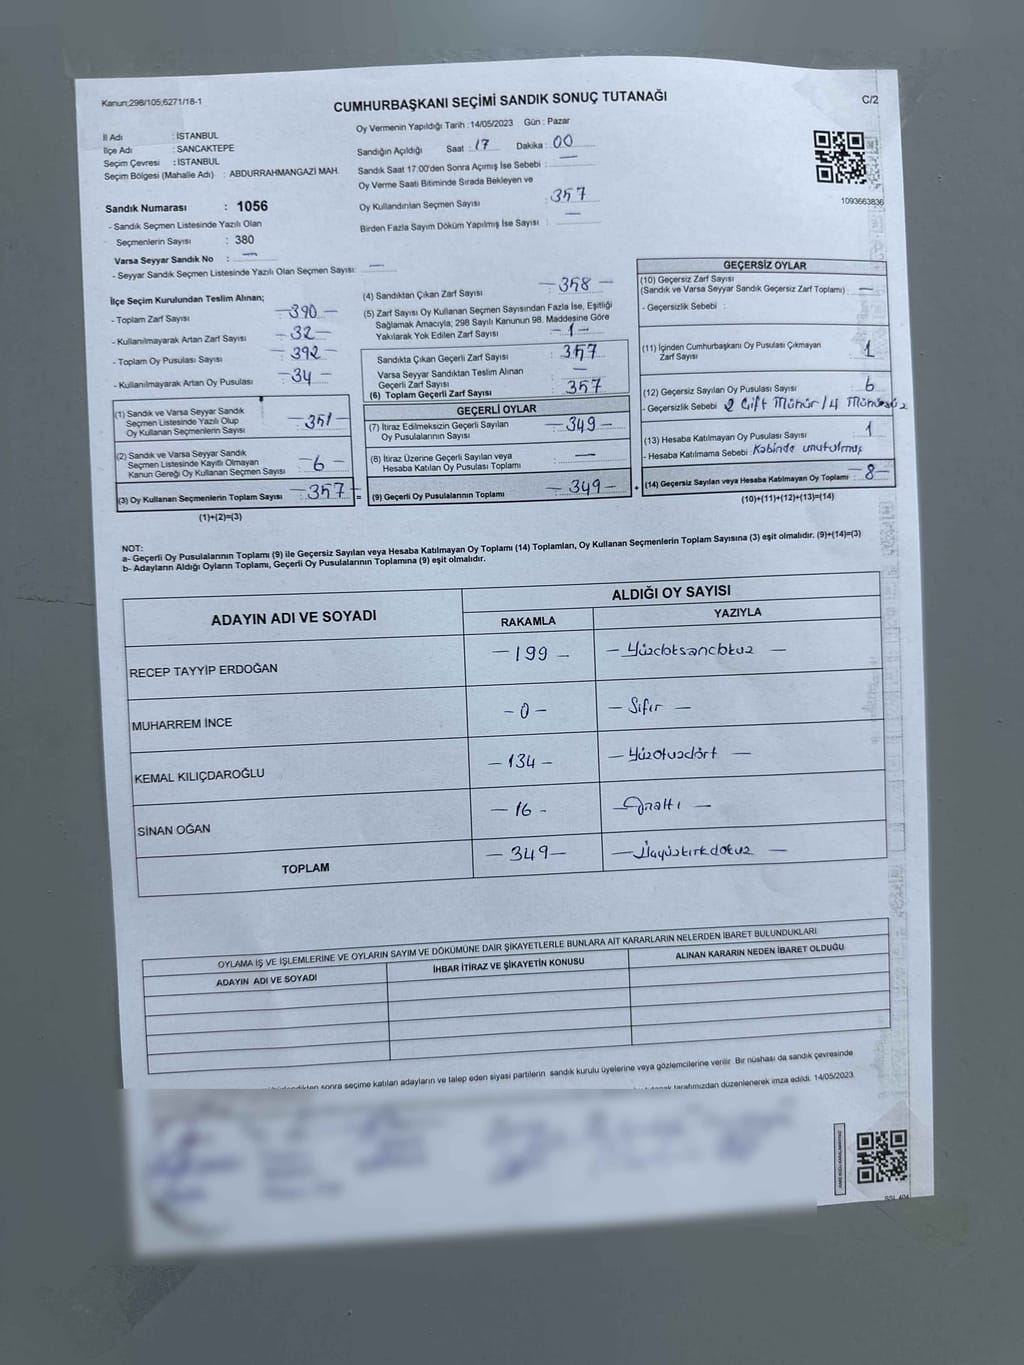 Kanun;298/105;6271/18-1
CUMHURBAŞKANI SEÇİMİ SANDIK SONUÇ TUTANAĞI
C/2
İl Adı : İSTANBUL
İlçe Adı : SANCAKTEPE
Seçim Çevresi : İSTANBUL
Seçim Bölgesi (Mahalle Adı) : ABDURRAHMANGAZİ MAH.
Sandık Numarası : 1056
- Sandık Seçmen Listesinde Yazılı Olan
Seçmenlerin Sayısı : 380
Varsa Seyyar Sandık No : —
- Seyyar Sandık Seçmen Listesinde Yazılı Olan Seçmen Sayısı: —
Oy Vermenin Yapıldığı Tarih :14/05/2023 Gün : Pazar
Sandığın Açıldığı Saat : 17 Dakika : 00
Sandık Saat 17:00'den Sonra Açımış İse Sebebi : —
Oy Verme Saati Bitiminde Sırada Bekleyen ve
Oy Kullandırılan Seçmen Sayısı : 357
Birden Fazla Sayım Döküm Yapılmış İse Sayısı : —
1093663836
İlçe Seçim Kurulundan Teslim Alınan;
- Toplam Zarf Sayısı : —390—
- Kullanılmayarak Artan Zarf Sayısı : —32—
- Toplam Oy Pusulası Sayısı : —392—
- Kullanılmayarak Artan Oy Pusulası : —34—
(1) Sandık ve Varsa Seyyar Sandık
Seçmen Listesinde Yazılı Olup
Oy Kullanan Seçmenlerin Sayısı : —351—
(2) Sandık ve Varsa Seyyar Sandık
Seçmen Listesinde Kayıtlı Olmayan
Kanun Gereği Oy Kullanan Seçmen Sayısı : —6—
(3) Oy Kullanan Seçmenlerin Toplam Sayısı : —357—
(1)+(2)=(3)
(4) Sandıktan Çıkan Zarf Sayısı : —358—
(5) Zarf Sayısı Oy Kullanan Seçmen Sayısından Fazla İse, Eşitliği
Sağlamak Amacıyla; 298 Sayılı Kanunun 98. Maddesine Göre
Yakılarak Yok Edilen Zarf Sayısı : —1—
Sandıkta Çıkan Geçerli Zarf Sayısı : 357
Varsa Seyyar Sandıktan Teslim Alınan
Geçerli Zarf Sayısı : —
(6) Toplam Geçerli Zarf Sayısı : 357
GEÇERLİ OYLAR
(7) İtiraz Edilmeksizin Geçerli Sayılan
Oy Pusulalarının Sayısı : —349—
(8) İtiraz Üzerine Geçerli Sayılan veya
Hesaba Katılan Oy Pusulası Toplamı : —
= (9) Geçerli Oy Pusulalarının Toplamı : —349— +
GEÇERSİZ OYLAR
(10) Geçersiz Zarf Sayısı
(Sandık ve Varsa Seyyar Sandık Geçersiz Zarf Toplamı) : —
- Geçersizlik Sebebi :
(11) İçinden Cumhurbaşkanı Oy Pusulası Çıkmayan
Zarf Sayısı : 1
(12) Geçersiz Sayılan Oy Pusulası Sayısı : 6
- Geçersizlik Sebebi : 2 Çift Mühür / 4 Mühürsüz
(13) Hesaba Katılmayan Oy Pusulası Sayısı : 1
- Hesaba Katılmama Sebebi : Kabinde unutulmuş
(14) Geçersiz Sayılan veya Hesaba Katılmayan Oy Toplamı : —8—
(10)+(11)+(12)+(13)=(14)
NOT:
a- Geçerli Oy Pusulalarının Toplamı (9) ile Geçersiz Sayılan veya Hesaba Katılmayan Oy Toplamı (14) Toplamları, Oy Kullanan Seçmenlerin Toplam Sayısına (3) eşit olmalıdır. (9)+(14)=(3)
b- Adayların Aldığı Oyların Toplamı, Geçerli Oy Pusulalarının Toplamına (9) eşit olmalıdır.
ADAYIN ADI VE SOYADI
ALDIĞI OY SAYISI
RAKAMLA YAZIYLA
RECEP TAYYİP ERDOĞAN —199— —Yüzdoksandokuz—
MUHARREM İNCE —0— —Sıfır—
KEMAL KILIÇDAROĞLU —134— —Yüzotuzdört—
SİNAN OĞAN —16— —Onaltı—
TOPLAM —349— —Üçyüzkırkdokuz—
OYLAMA İŞ VE İŞLEMLERİNE VE OYLARIN SAYIM VE DÖKÜMÜNE DAİR ŞİKAYETLERLE BUNLARA AİT KARARLARIN NELERDEN İBARET BULUNDUKLARI
ADAYIN ADI VE SOYADI İHBAR İTİRAZ VE ŞİKAYETİN KONUSU ALINAN KARARIN NEDEN İBARET OLDUĞU
sonra seçime katılan adayların ve talep eden siyasi partilerin sandık kurulu üyelerine veya gözlemcilerine verilir. Bir nüshası da sandık çevresinde
tarafımızdan düzenlenerek imza edildi. 14/05/2023